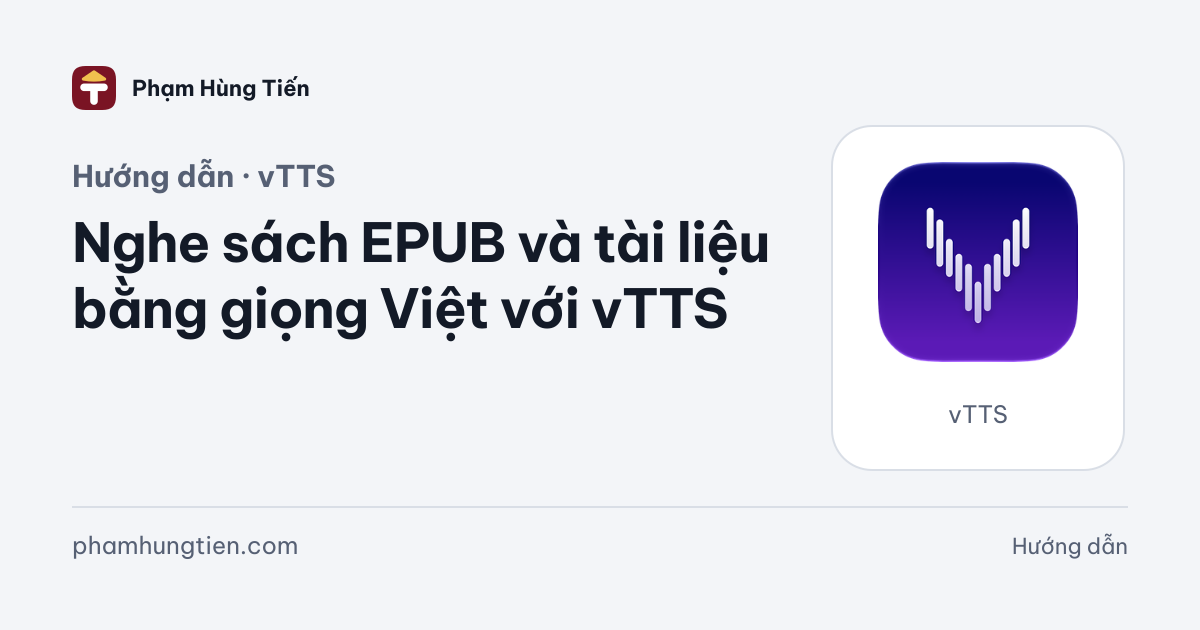 Phạm Hùng Tiến
Hướng dẫn · vTTS
Nghe sách EPUB và tài liệu
bằng giọng Việt với vTTS
vTTS
phamhungtien.com
Hướng dẫn